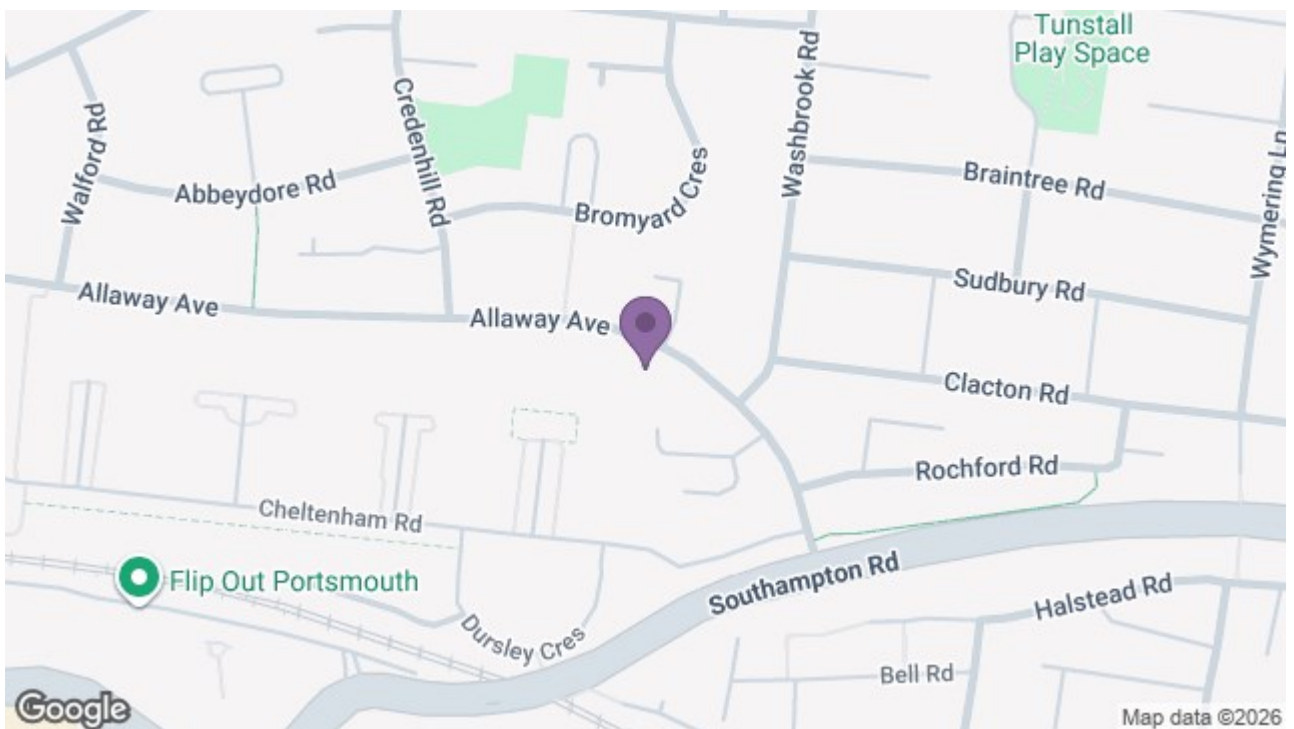 Tunstall
Play Space
Washbrook Rd
Credenhill Rd
Walford Rd
Abbeydore Rd
Bromyard Cres
Braintree Rd
Wymering Ln
Sudbury Rd
Allaway Ave
Allaway Ave
Clacton Rd
Rochford Rd
Cheltenham Rd
Flip Out Portsmouth
Southampton Rd
Halstead Rd
Dursley Cres
Bell Rd
Google
Map data ©2026